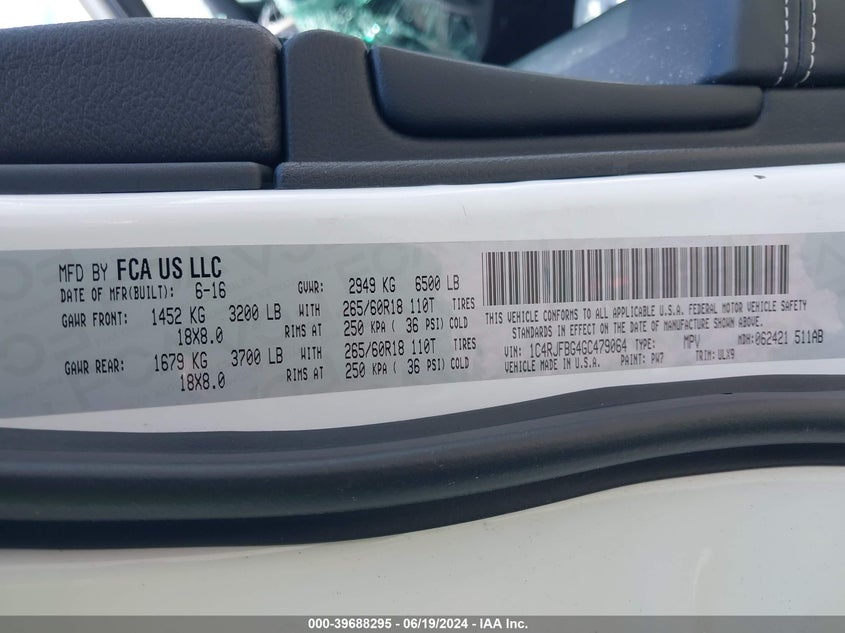 MFD BY FCA US LLC
DATE OF MFR(BUILT): 6-16 GVWR: 2949 KG 6500 LB
GAWR FRONT: 1452 KG 3200 LB WITH 265/60R18 110T TIRES
18X8.0 RIMS AT 250 KPA ( 36 PSI) COLD
GAWR REAR: 1679 KG 3700 LB WITH 265/60R18 110T TIRES
18X8.0 RIMS AT 250 KPA ( 36 PSI) COLD
THIS VEHICLE CONFORMS TO ALL APPLICABLE U.S.A. FEDERAL MOTOR VEHICLE SAFETY
STANDARDS IN EFFECT ON THE DATE OF MANUFACTURE SHOWN ABOVE.
VIN: 1C4RJFBG4GC479064 TYPE: MPV MDH: 062421 511AB
VEHICLE MADE IN U.S.A. PAINT: PW7 TRIM: ULX9
000-39688295 - 06/19/2024 - IAA Inc.